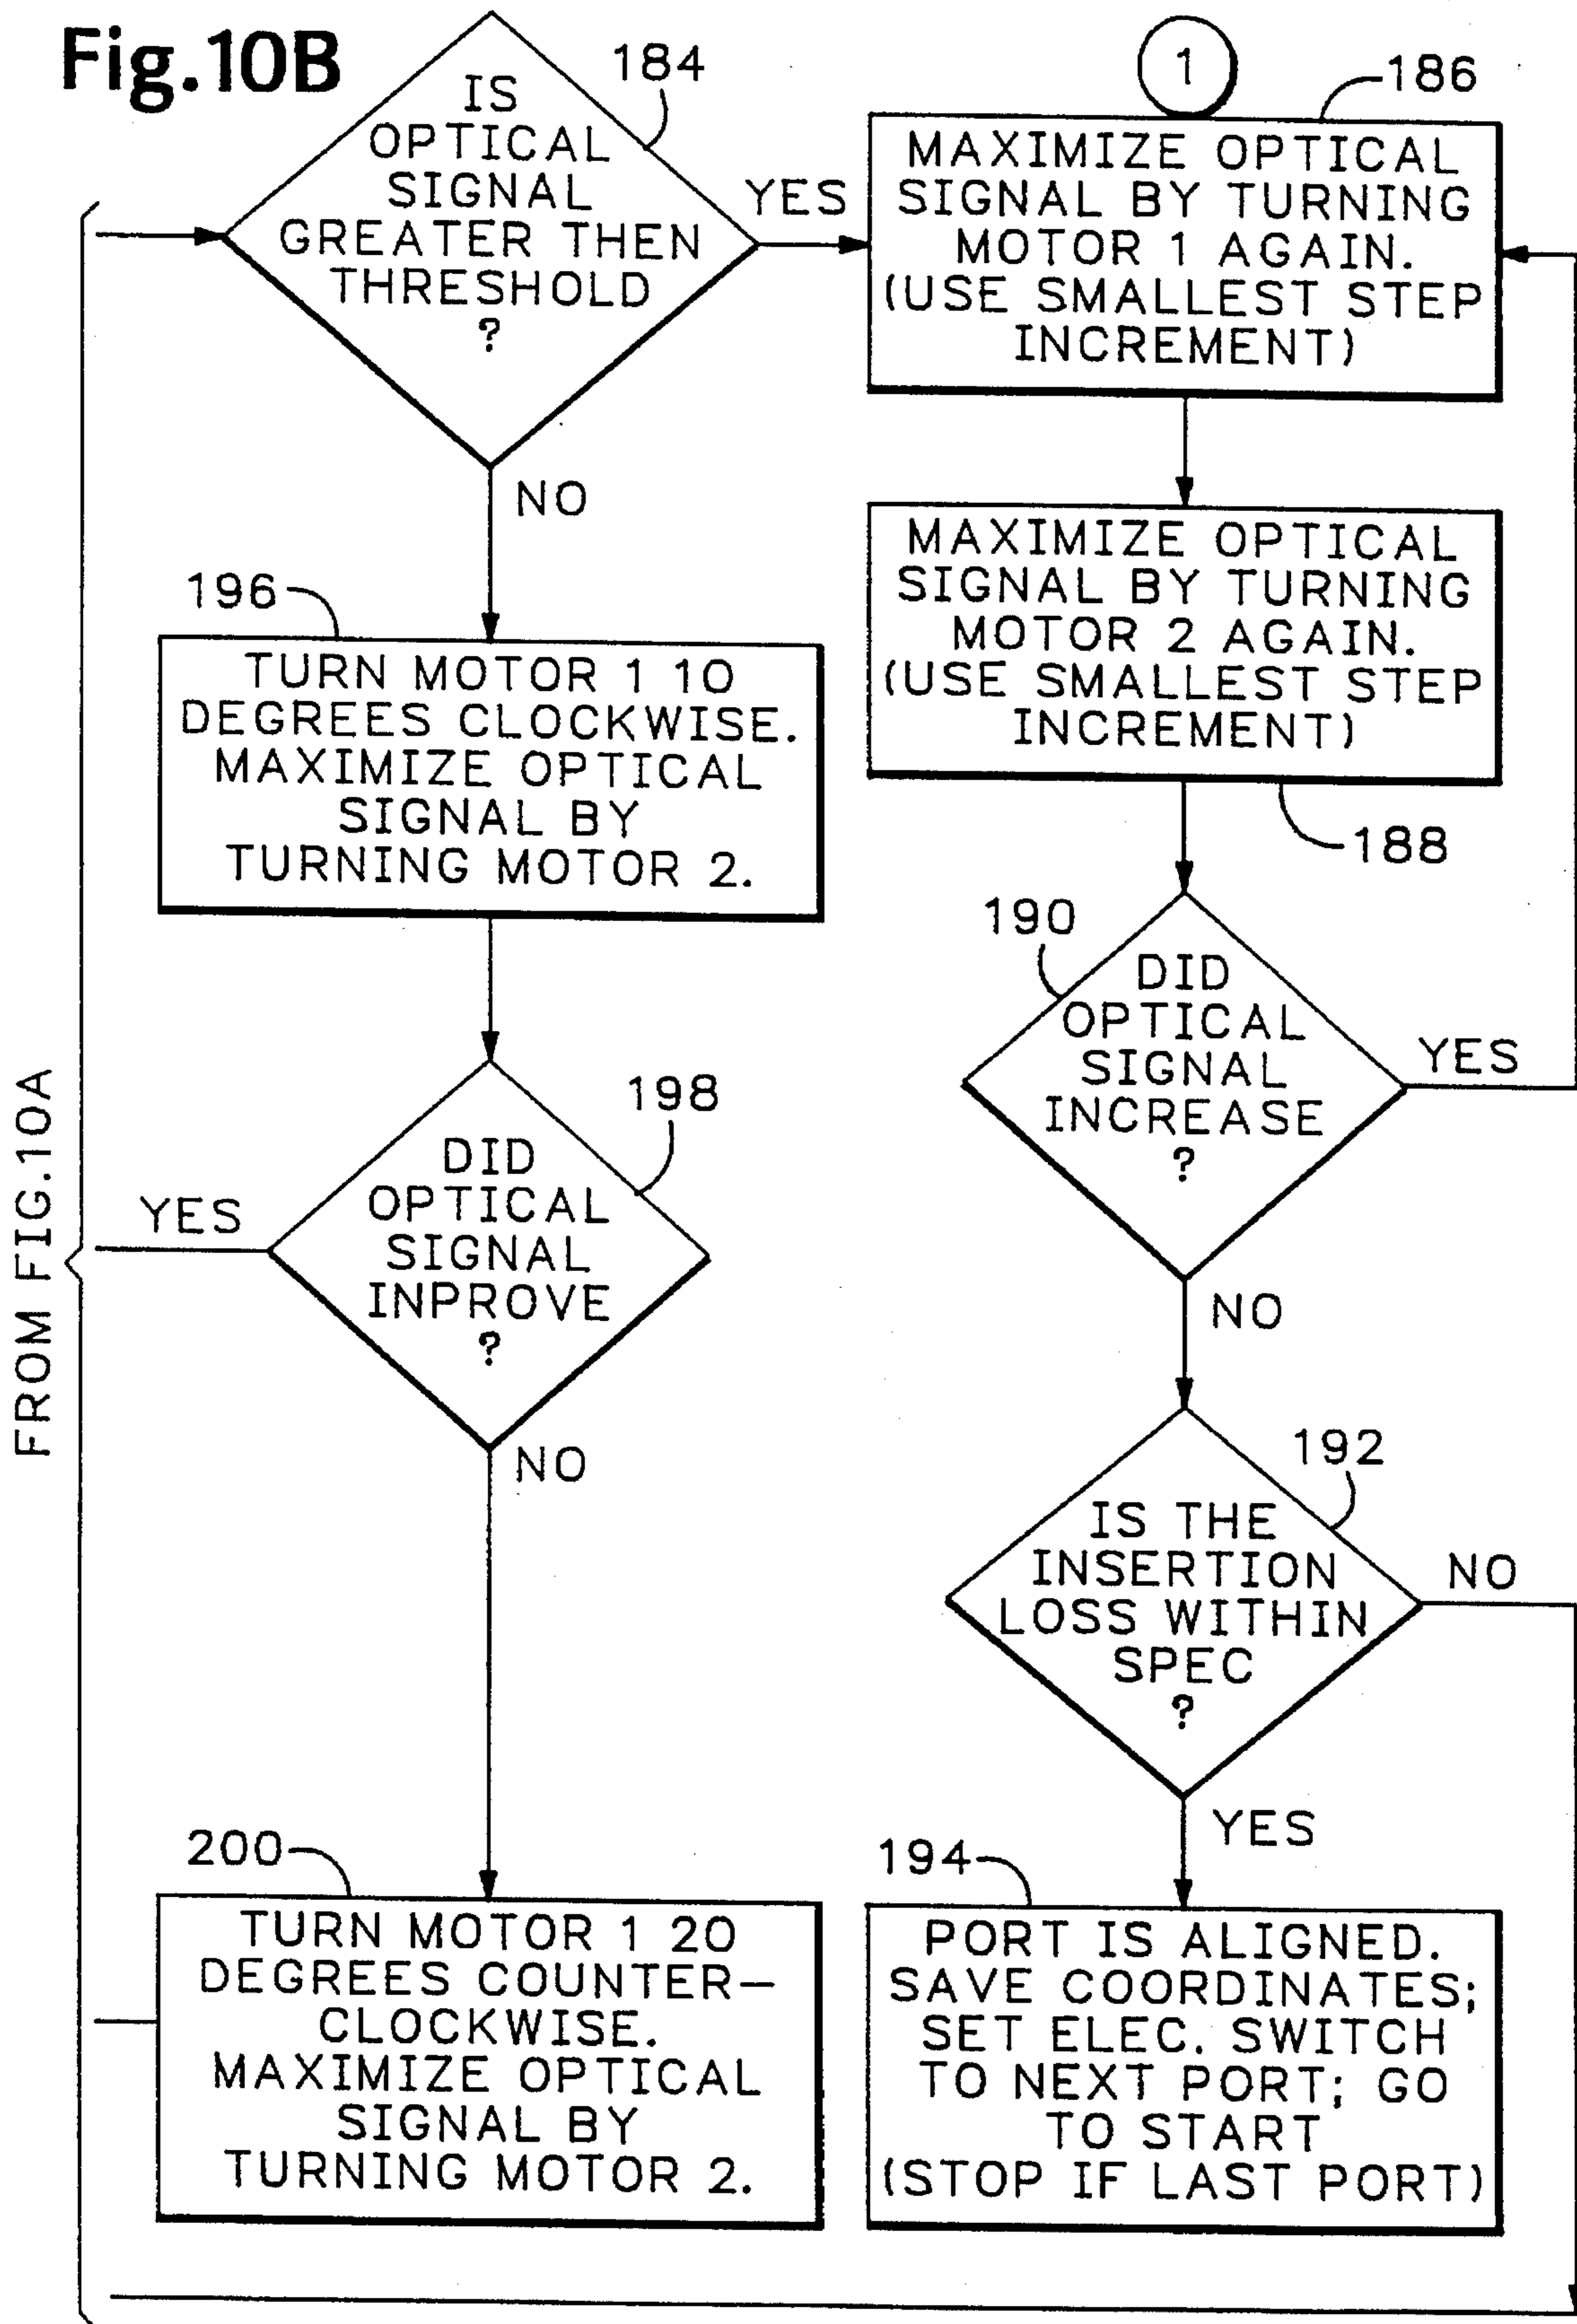 Fig.10B
184
IS
OPTICAL
SIGNAL
GREATER THEN
THRESHOLD
?
YES
NO
1
186
MAXIMIZE OPTICAL
SIGNAL BY TURNING
MOTOR 1 AGAIN.
(USE SMALLEST STEP
INCREMENT)
MAXIMIZE OPTICAL
SIGNAL BY TURNING
MOTOR 2 AGAIN.
(USE SMALLEST STEP
INCREMENT)
188
196
TURN MOTOR 1 10
DEGREES CLOCKWISE.
MAXIMIZE OPTICAL
SIGNAL BY
TURNING MOTOR 2.
190
DID
OPTICAL
SIGNAL
INCREASE
?
YES
NO
198
DID
OPTICAL
SIGNAL
INPROVE
?
YES
NO
FROM FIG.10A
192
IS THE
INSERTION
LOSS WITHIN
SPEC
?
NO
YES
200
TURN MOTOR 1 20
DEGREES COUNTER-
CLOCKWISE.
MAXIMIZE OPTICAL
SIGNAL BY
TURNING MOTOR 2.
194
PORT IS ALIGNED.
SAVE COORDINATES;
SET ELEC. SWITCH
TO NEXT PORT; GO
TO START
(STOP IF LAST PORT)